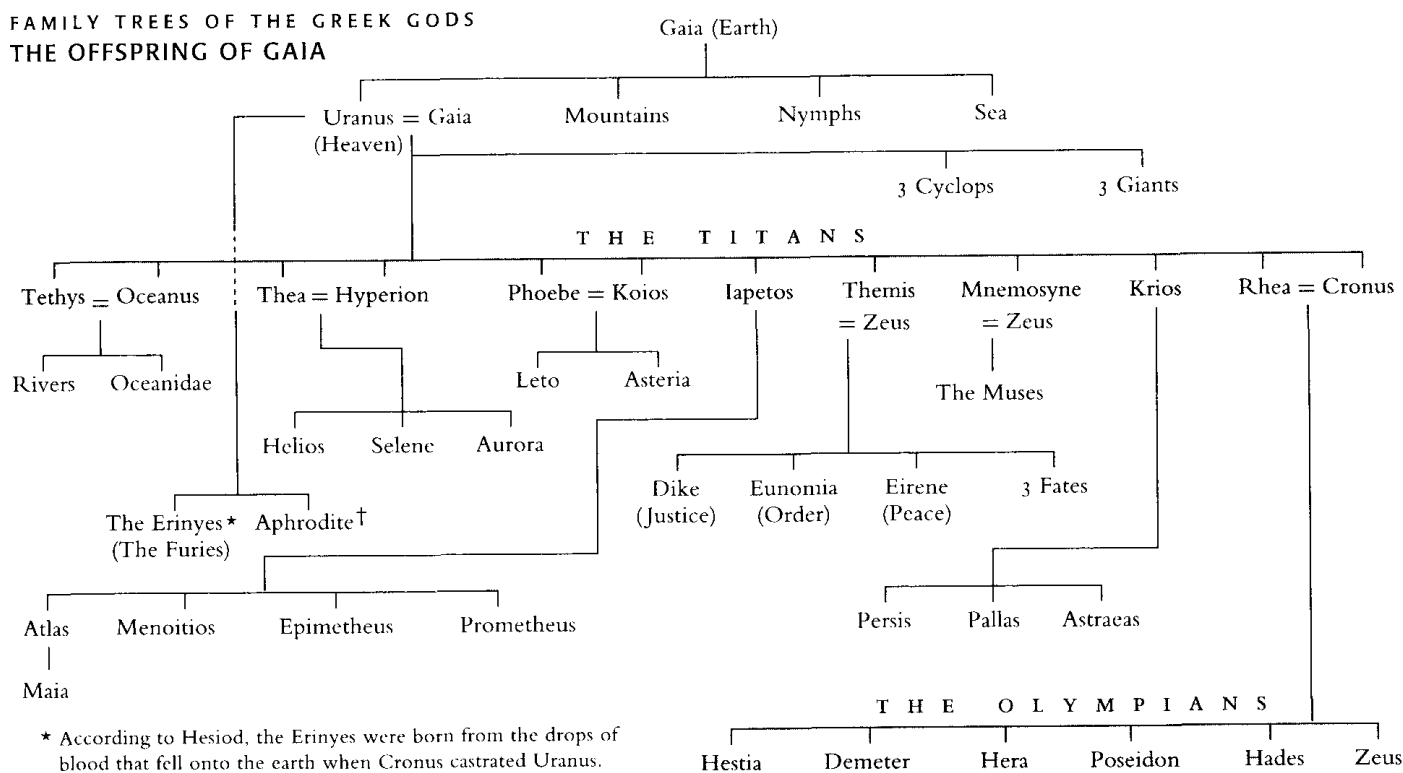 FAMILY TREES OF THE GREEK GODS
THE OFFSPRING OF GAIA
Gaia (Earth)
Uranus = Gaia Mountains Nymphs Sea
(Heaven)
3 Cyclops 3 Giants
THE TITANS
Tethys = Oceanus Thea = Hyperion Phoebe = Koios Iapetos Themis Mnemosyne Krios Rhea = Cronus
= Zeus = Zeus
Rivers Oceanidae Leto Asteria The Muses
Helios Selene Aurora
Dike Eunomia Eirene 3 Fates
(Justice) (Order) (Peace)
The Erinyes* Aphrodite†
(The Furies)
Atlas Menoitios Epimetheus Prometheus Persis Pallas Astraeas
Maia
THE OLYMPIANS
Hestia Demeter Hera Poseidon Hades Zeus
* According to Hesiod, the Erinyes were born from the drops of
blood that fell onto the earth when Cronus castrated Uranus.